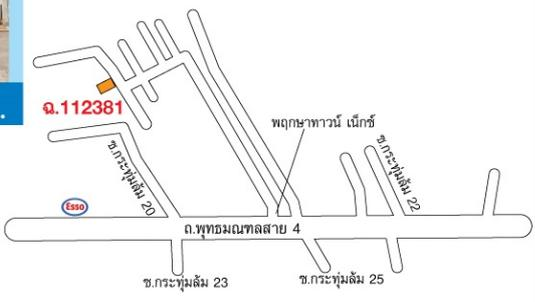 ฉ.112381
พฤกษาทาวน์ เน็กซ์
ซ.กระทุ่มล้ม 20
ซ.กระทุ่มล้ม 22
Esso
ถ.พุทธมณฑลสาย 4
ซ.กระทุ่มล้ม 23
ซ.กระทุ่มล้ม 25